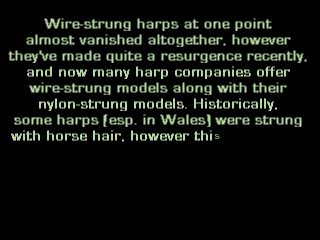 Wire-strung harps at one point
almost vanished altogether, however
they've made quite a resurgence recently,
and now many harp companies offer
wire-strung models along with their
nylon-strung models. Historically,
some harps (esp. in Wales) were strung
with horse hair, however this